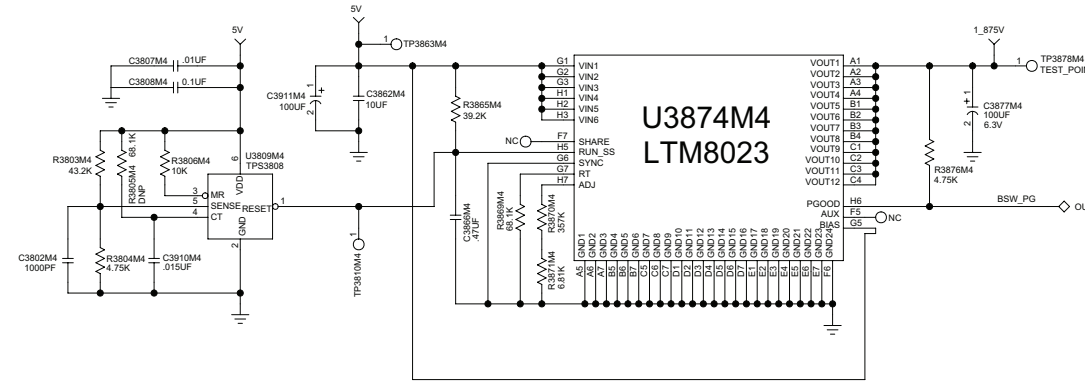 5V
C3807M4 .01UF
C3808M4 0.1UF
R3803M4
43.2K
R3805M4
68.1K
DNP
R3806M4
10K
U3809M4
TPS3808
6
VDD
3 MR
5 SENSE
4 CT
RESET 1
GND
2
C3802M4
1000PF
R3804M4
4.75K
C3910M4
.015UF
1
TP3810M4
5V
1 TP3863M4
C3911M4
100UF
1
+
2
C3862M4
10UF
R3865M4
39.2K
C3866M4
.47UF
R3869M4
68.1K
R3870M4
357K
R3871M4
6.81K
U3874M4
LTM8023
G1 VIN1
G2 VIN2
G3 VIN3
H1 VIN4
H2 VIN5
H3 VIN6
NC F7 SHARE
H5 RUN_SS
G6 SYNC
G7 RT
H7 ADJ
VOUT1 A1
VOUT2 A2
VOUT3 A3
VOUT4 A4
VOUT5 B1
VOUT6 B2
VOUT7 B3
VOUT8 B4
VOUT9 C1
VOUT10 C2
VOUT11 C3
VOUT12 C4
PGOOD H6
AUX F5 NC
BIAS G5
GND1 A5
GND2 A6
GND3 A7
GND4 B5
GND5 B6
GND6 B7
GND7 C5
GND8 C6
GND9 C7
GND10 D1
GND11 D2
GND12 D3
GND13 D4
GND14 D5
GND15 D6
GND16 D7
GND17 E1
GND18 E2
GND19 E3
GND20 E4
GND21 E5
GND22 E6
GND23 E7
GND24 F6
1_875V
1 TP3878M4
TEST_POI
C3877M4
100UF
6.3V
1
+
2
R3876M4
4.75K
BSW_PG
OU